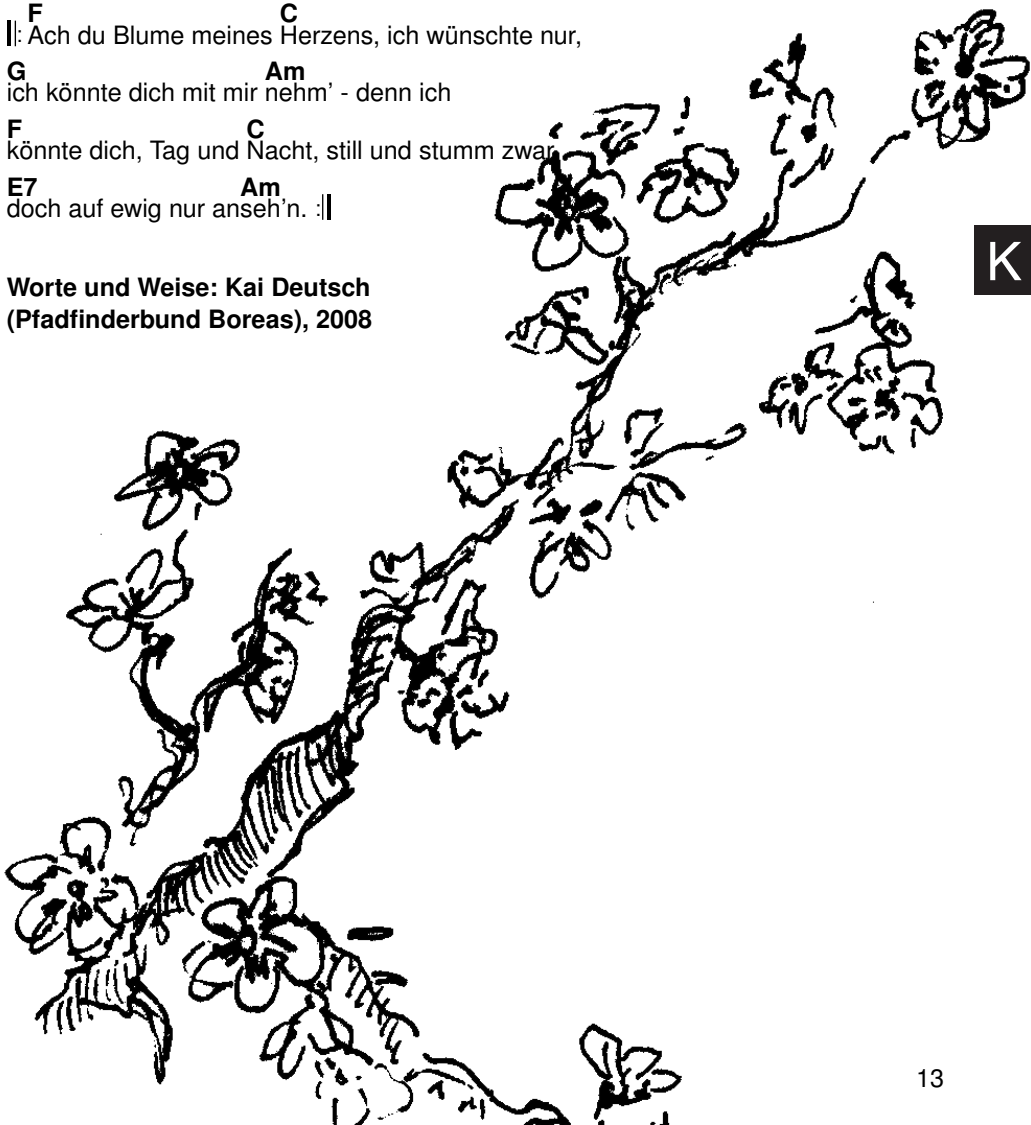 F C
‖: Ach du Blume meines Herzens, ich wünschte nur,
G Am
ich könnte dich mit mir nehm' - denn ich
F C
könnte dich, Tag und Nacht, still und stumm zwar
E7 Am
doch auf ewig nur anseh'n. :‖
Worte und Weise: Kai Deutsch
(Pfadfinderbund Boreas), 2008
K
13